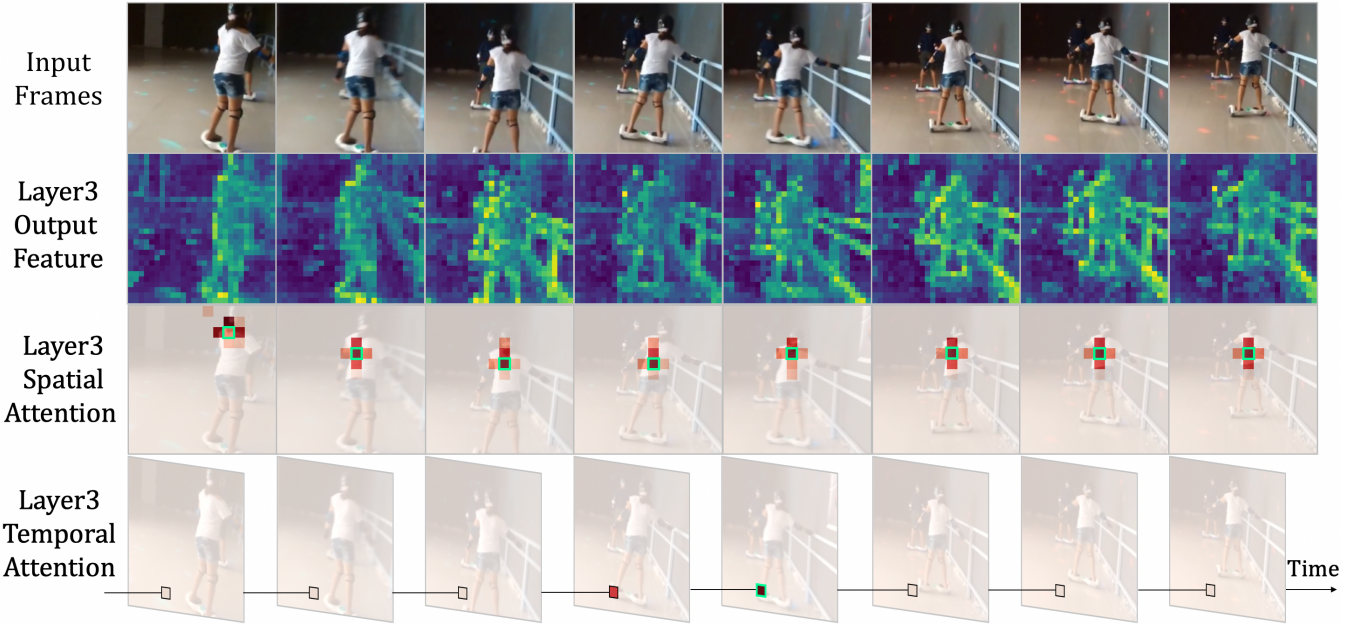 Input
Frames
Layer3
Output
Feature
Layer3
Spatial
Attention
Layer3
Temporal
Attention
Time